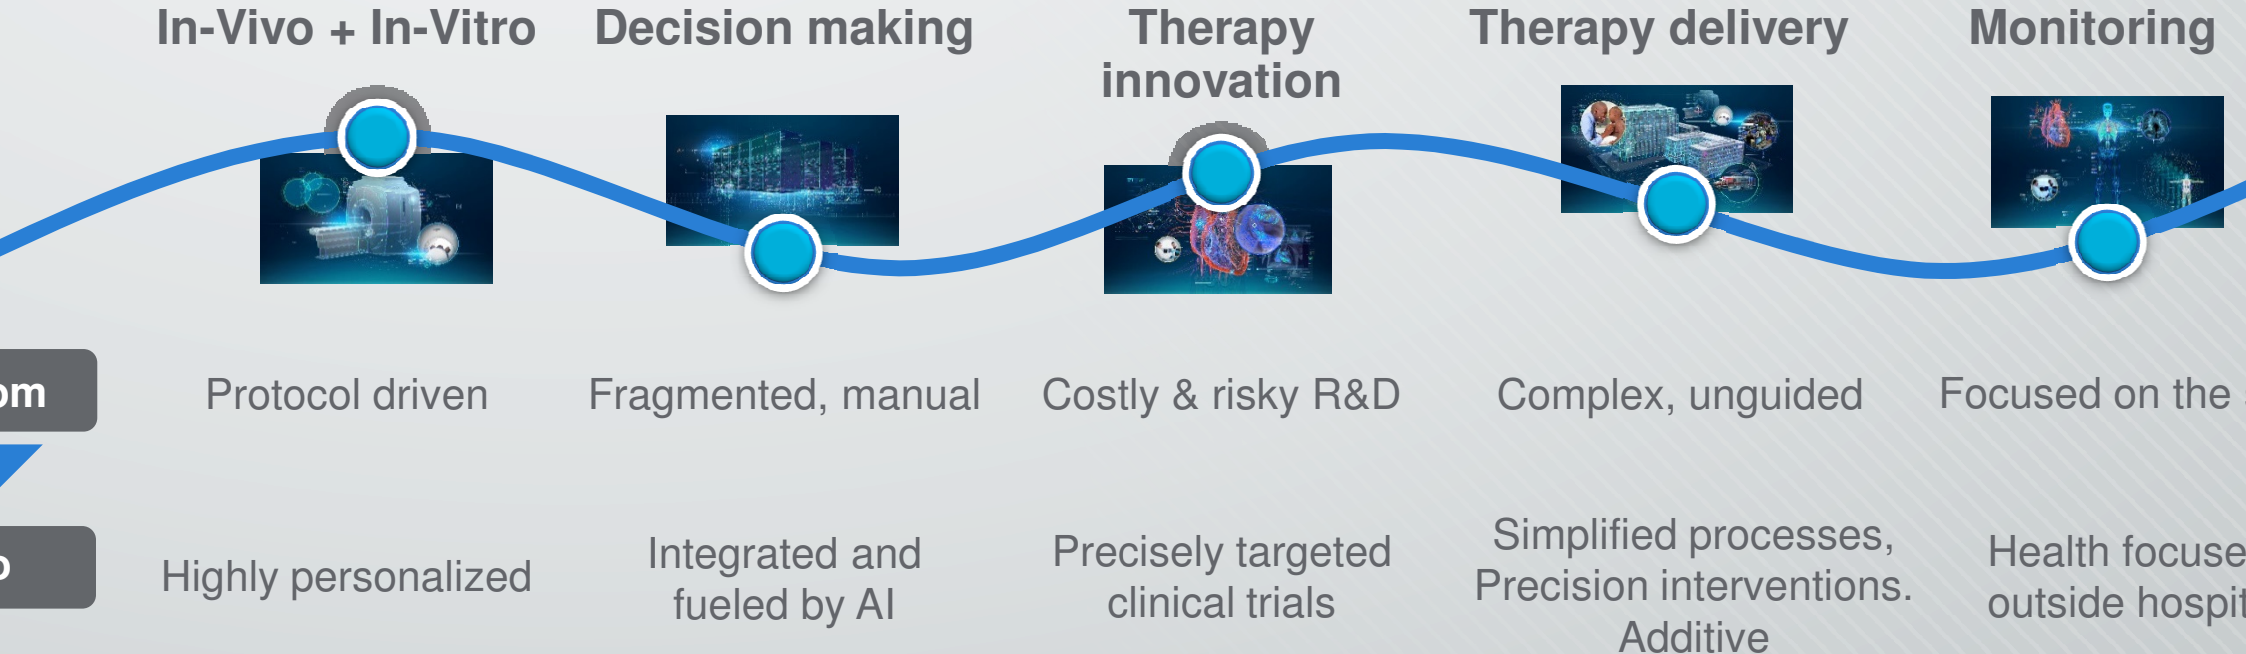 In-Vivo + In-Vitro
Decision making
Therapy
innovation
Therapy delivery
Monitoring
om
Protocol driven
Fragmented, manual
Costly & risky R&D
Complex, unguided
Focused on the
o
Highly personalized
Integrated and
fueled by AI
Precisely targeted
clinical trials
Simplified processes,
Precision interventions.
Additive
Health focuse
outside hospit